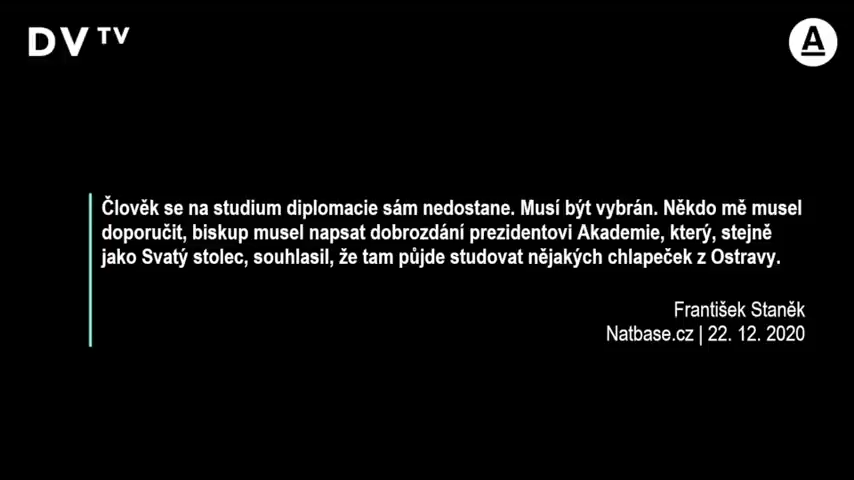 DV TV
A
Člověk se na studium diplomacie sám nedostane. Musí být vybrán. Někdo mě musel
doporučit, biskup musel napsat dobrozdání prezidentovi Akademie, který, stejně
jako Svatý stolec, souhlasil, že tam půjde studovat nějakých chlapeček z Ostravy.
František Staněk
Natbase.cz | 22. 12. 2020